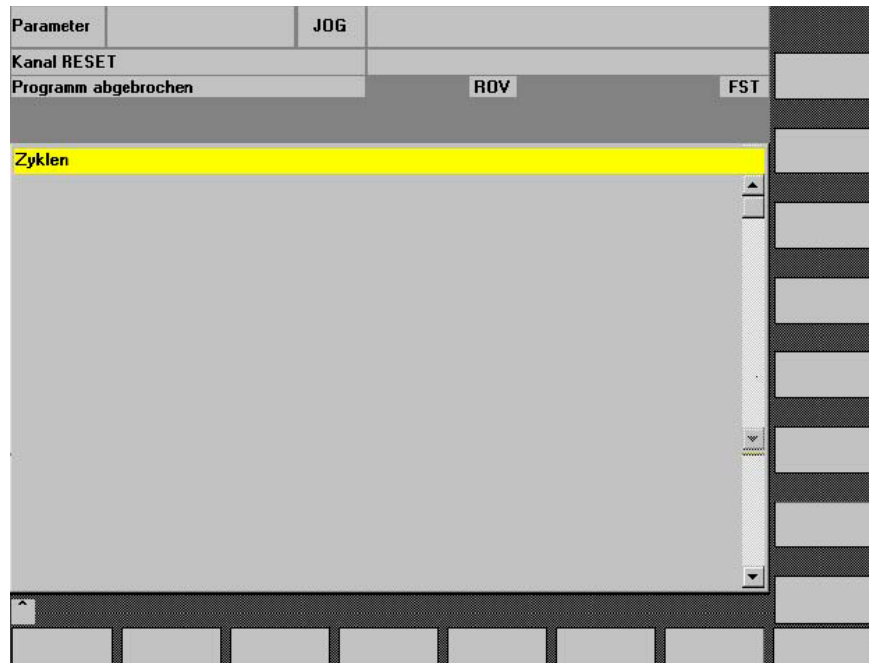 Parameter JOG
Kanal RESET
Programm abgebrochen ROV FST
Zyklen
^